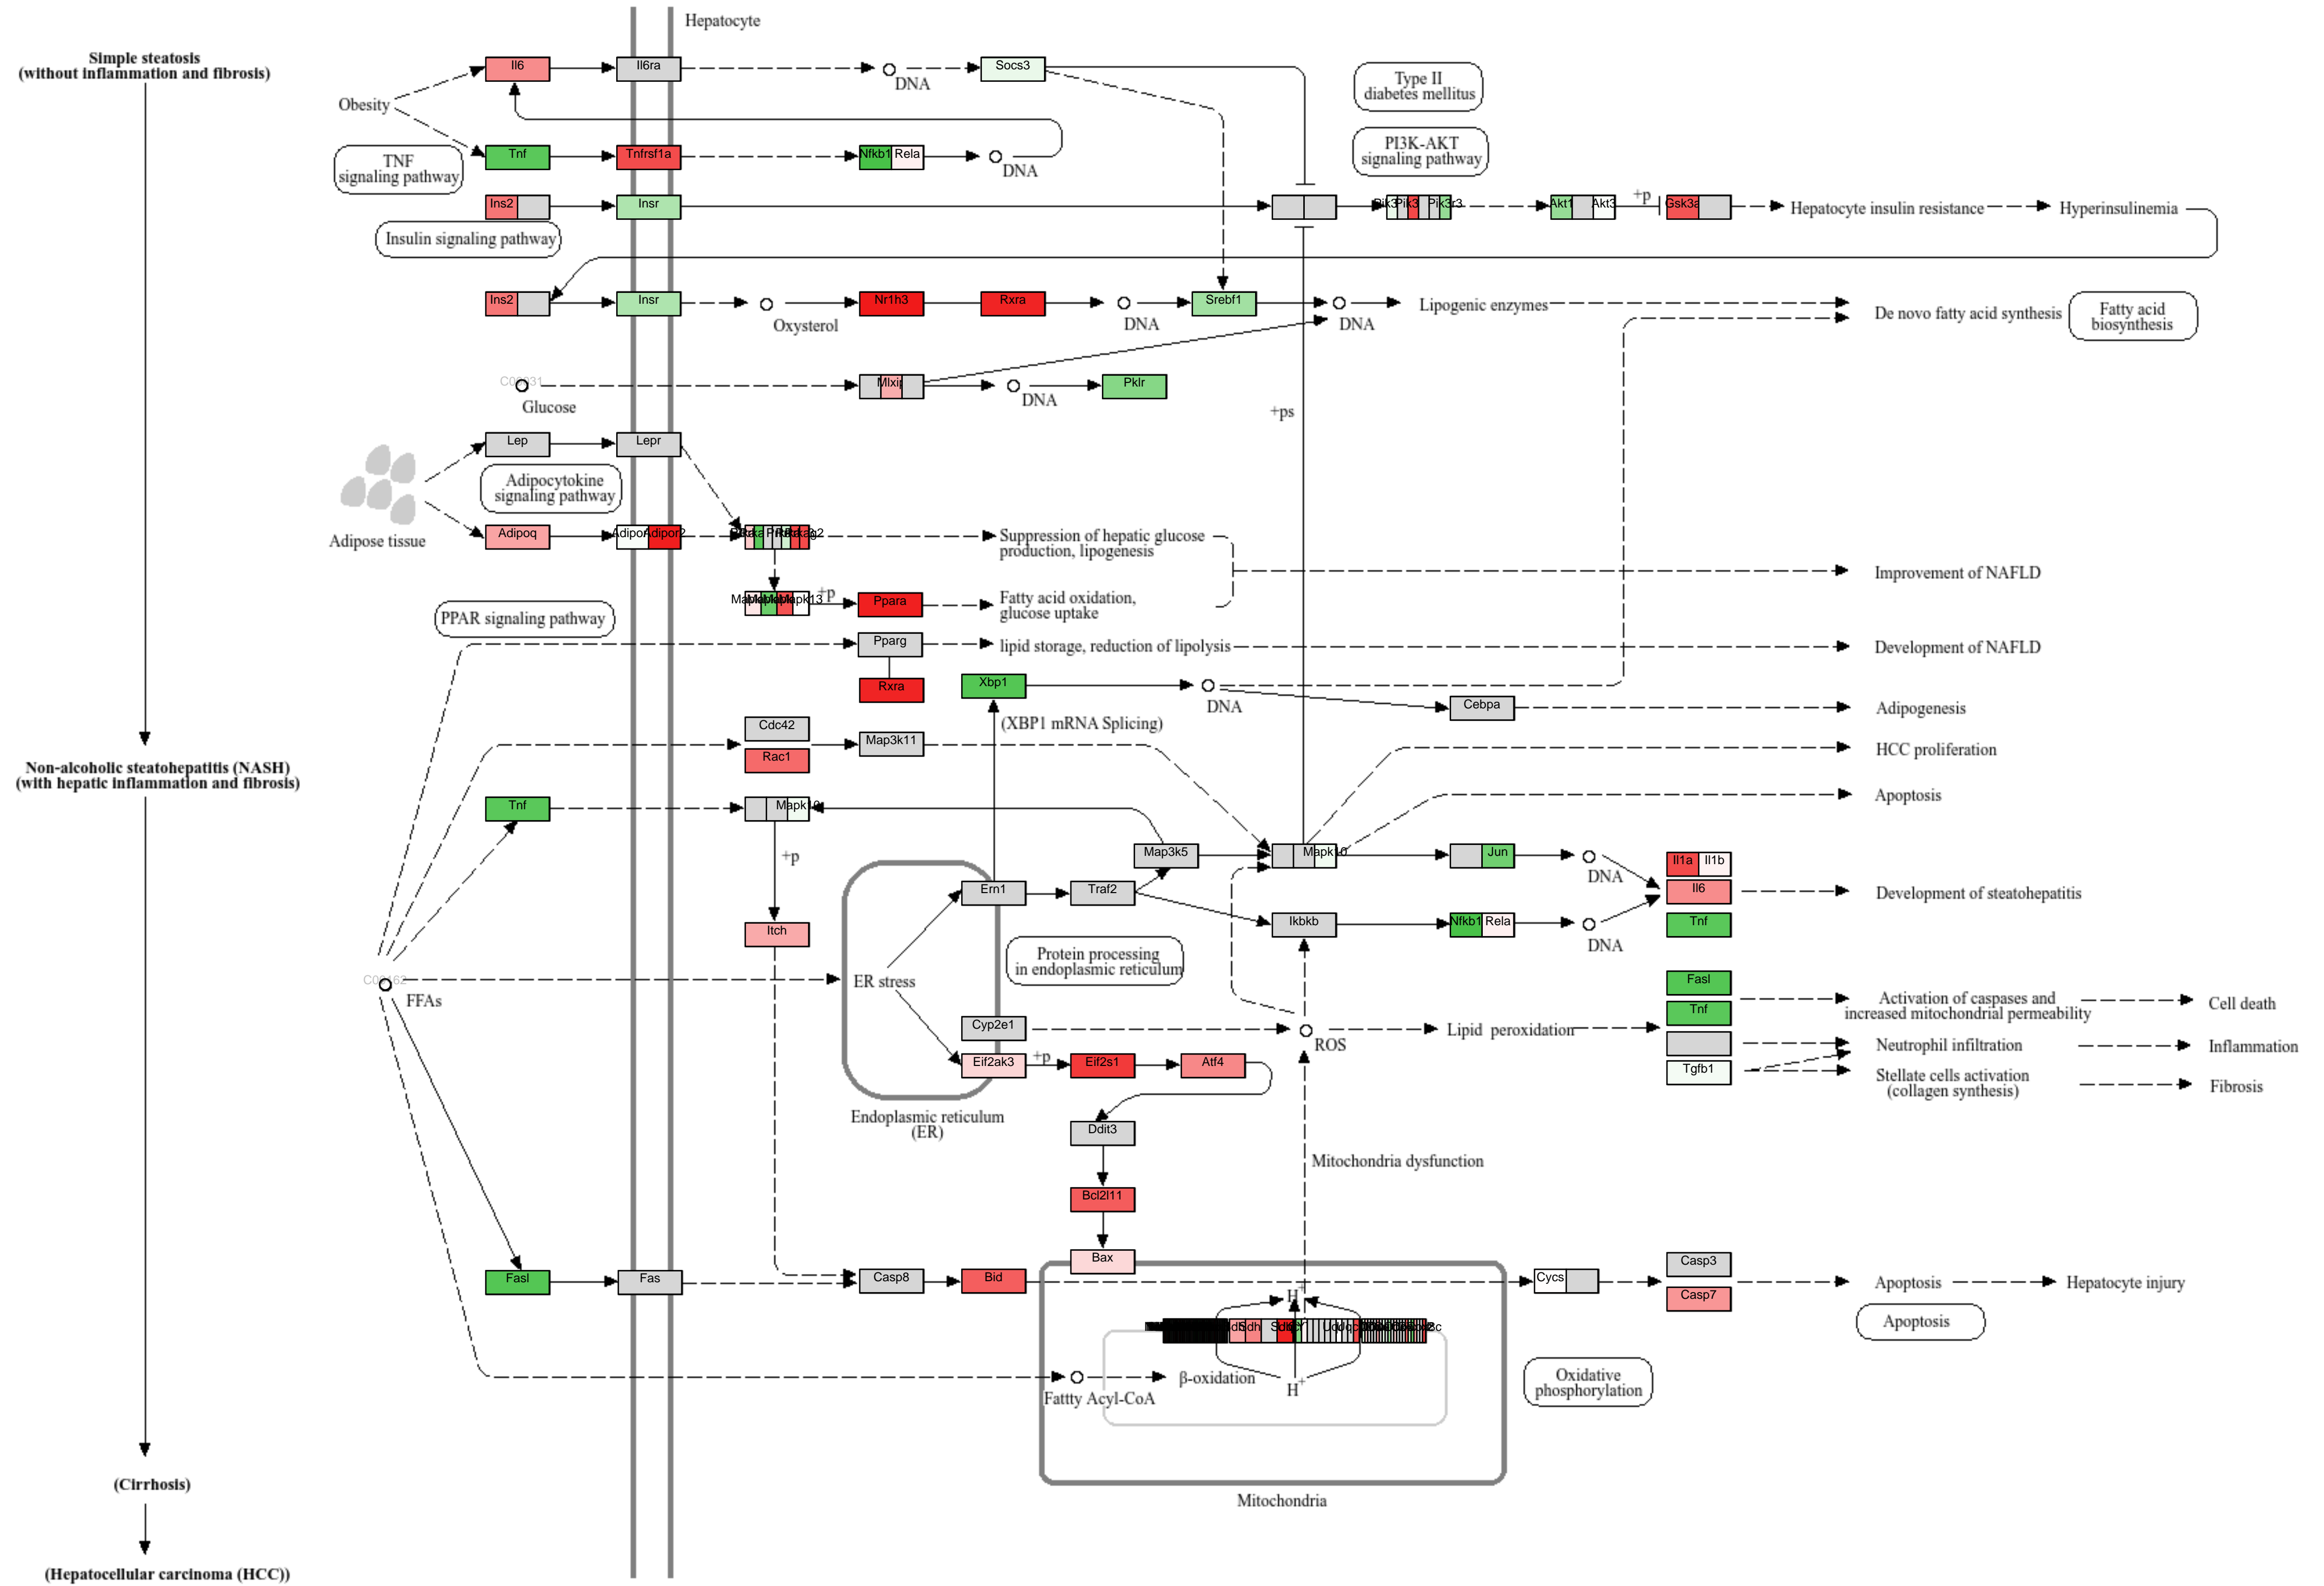 Hepatocyte
Simple steatosis
(without inflammation and fibrosis)
Il6
Il6ra
DNA
Socs3
Type II
diabetes mellitus
Obesity
TNF
signaling pathway
Tnf
Tnfrsf1a
Nfkb1
Rela
DNA
PI3K-AKT
signaling pathway
Ins2
Insr
Pik3r3
Akt1
Akt3
+p
Gsk3a
Hepatocyte insulin resistance
Hyperinsulinemia
Insulin signaling pathway
Ins2
Insr
Oxysterol
Nr1h3
Rxra
DNA
Srebf1
DNA
Lipogenic enzymes
De novo fatty acid synthesis
Fatty acid
biosynthesis
Glucose
DNA
Pklr
+ps
Lep
Lepr
Adipocytokine
signaling pathway
Adipose tissue
Adipoq
Adipor2
Suppression of hepatic glucose
production, lipogenesis
Improvement of NAFLD
Mapk13
+p
Ppara
Fatty acid oxidation,
glucose uptake
PPAR signaling pathway
Pparg
lipid storage, reduction of lipolysis
Development of NAFLD
Rxra
Xbp1
DNA
(XBP1 mRNA Splicing)
Cebpa
Adipogenesis
Cdc42
Rac1
Map3k11
HCC proliferation
Non-alcoholic steatohepatitis (NASH)
(with hepatic inflammation and fibrosis)
Tnf
Mapk10
Apoptosis
+p
Map3k5
Mapk10
Jun
DNA
Il1a
Il1b
Ern1
Traf2
Il6
Development of steatohepatitis
Itch
Ikbkb
Nfkb1
Rela
DNA
Tnf
Protein processing
in endoplasmic reticulum
FFAs
ER stress
Fasl
Tnf
Activation of caspases and
increased mitochondrial permeability
Cell death
Cyp2e1
ROS
Lipid peroxidation
Neutrophil infiltration
Inflammation
Eif2ak3
+p
Eif2s1
Atf4
Tgfb1
Stellate cells activation
(collagen synthesis)
Fibrosis
Endoplasmic reticulum
(ER)
Ddit3
Mitochondria dysfunction
Bcl2l11
Bax
Fasl
Fas
Casp8
Bid
Cycs
Casp3
Casp7
Apoptosis
Hepatocyte injury
H+
Apoptosis
Fattty Acyl-CoA
β-oxidation
H+
Oxidative
phosphorylation
(Cirrhosis)
Mitochondria
(Hepatocellular carcinoma (HCC))